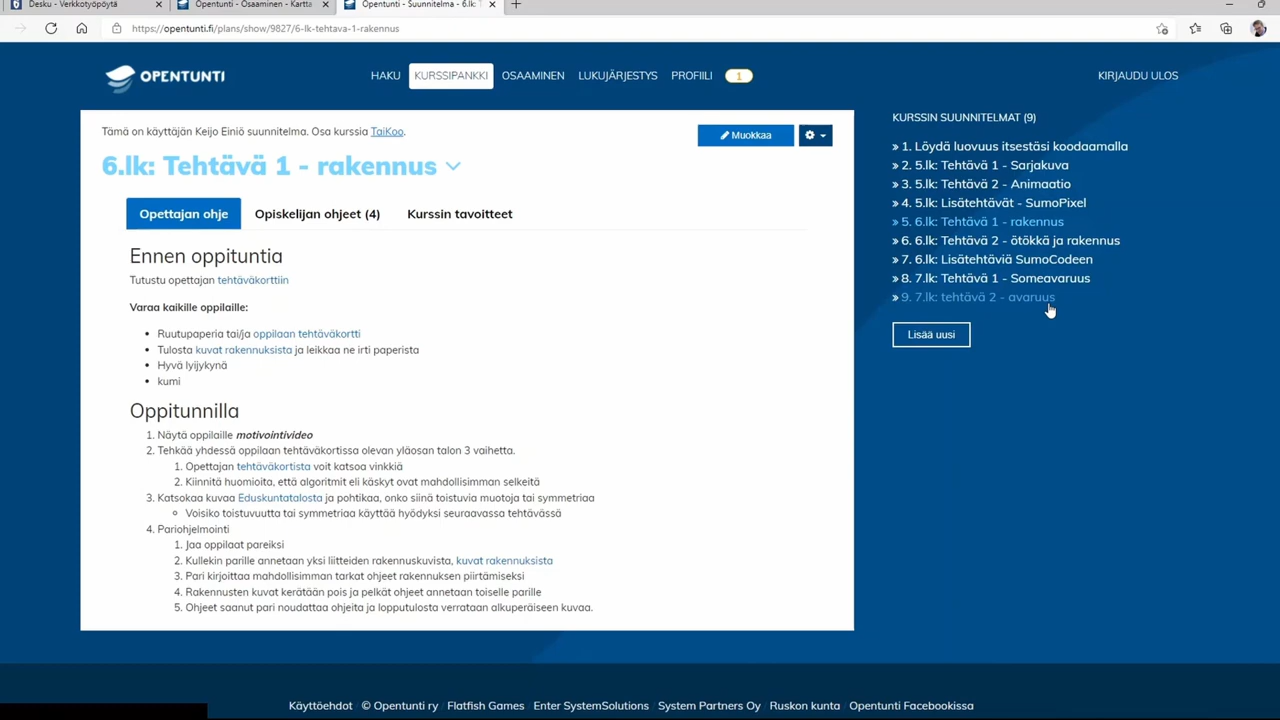 Desku - Verkkotyöpöytä
Opentunti - Osaaminen - Kartta
Opentunti - Suunnitelma - 6.lk: T
https://opentunti.fi/plans/show/9827/6-lk-tehtava-1-rakennus
OPENTUNTI
HAKU
KURSSIPANKKI
OSAAMINEN
LUKUJÄRJESTYS
PROFIILI
1
KIRJAUDU ULOS
Tämä on käyttäjän Keijo Einiö suunnitelma. Osa kurssia TaiKoo.
Muokkaa
6.lk: Tehtävä 1 - rakennus
Opettajan ohje
Opiskelijan ohjeet (4)
Kurssin tavoitteet
Ennen oppituntia
Tutustu opettajan tehtäväkorttiin
Varaa kaikille oppilaille:
• Ruutupaperia tai/ja oppilaan tehtäväkortti
• Tulosta kuvat rakennuksista ja leikkaa ne irti paperista
• Hyvä lyijykynä
• kumi
Oppitunnilla
1. Näytä oppilaille motivointivideo
2. Tehkää yhdessä oppilaan tehtäväkortissa olevan yläosan talon 3 vaihetta.
1. Opettajan tehtäväkortista voit katsoa vinkkiä
2. Kiinnitä huomioita, että algoritmit eli käskyt ovat mahdollisimman selkeitä
3. Katsokaa kuvaa Eduskuntatalosta ja pohtikaa, onko siinä toistuvia muotoja tai symmetriaa
Voisiko toistuvuutta tai symmetriaa käyttää hyödyksi seuraavassa tehtävässä
4. Pariohjelmointi
1. Jaa oppilaat pareiksi
2. Kullekin parille annetaan yksi liitteiden rakennuskuvista, kuvat rakennuksista
3. Pari kirjoittaa mahdollisimman tarkat ohjeet rakennuksen piirtämiseksi
4. Rakennusten kuvat kerätään pois ja pelkät ohjeet annetaan toiselle parille
5. Ohjeet saanut pari noudattaa ohjeita ja lopputulosta verrataan alkuperäiseen kuvaa.
KURSSIN SUUNNITELMAT (9)
» 1. Löydä luovuus itsestäsi koodaamalla
» 2. 5.lk: Tehtävä 1 - Sarjakuva
» 3. 5.lk: Tehtävä 2 - Animaatio
» 4. 5.lk: Lisätehtävät - SumoPixel
» 5. 6.lk: Tehtävä 1 - rakennus
» 6. 6.lk: Tehtävä 2 - ötökkä ja rakennus
» 7. 6.lk: Lisätehtäviä SumoCodeen
» 8. 7.lk: Tehtävä 1 - Someavaruus
» 9. 7.lk: tehtävä 2 - avaruus
Lisää uusi
Käyttöehdot © Opentunti ry Flatfish Games Enter SystemSolutions System Partners Oy Ruskon kunta Opentunti Facebookissa